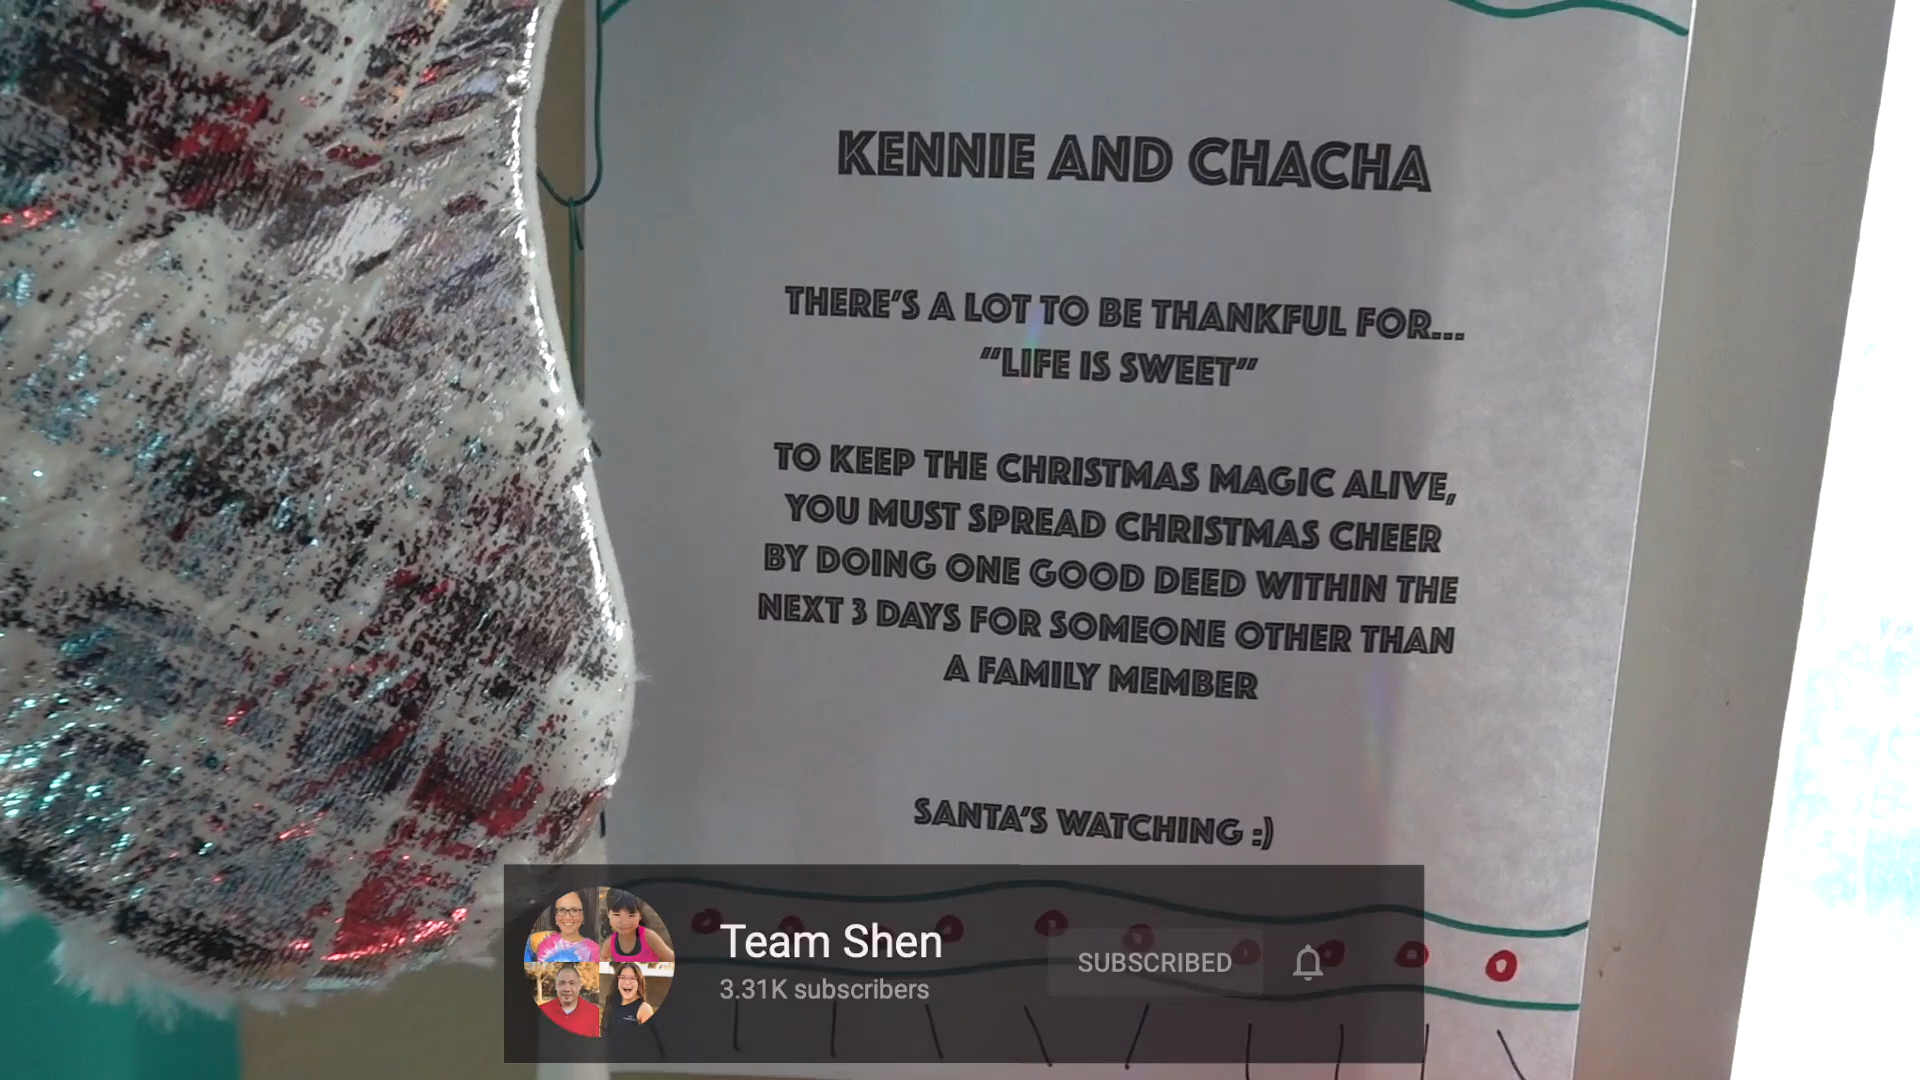 KENNIE AND CHACHA
THERE'S A LOT TO BE THANKFUL FOR...
"LIFE IS SWEET"
TO KEEP THE CHRISTMAS MAGIC ALIVE,
YOU MUST SPREAD CHRISTMAS CHEER
BY DOING ONE GOOD DEED WITHIN THE
NEXT 3 DAYS FOR SOMEONE OTHER THAN
A FAMILY MEMBER
SANTA'S WATCHING :)
Team Shen
3.31K subscribers
SUBSCRIBED